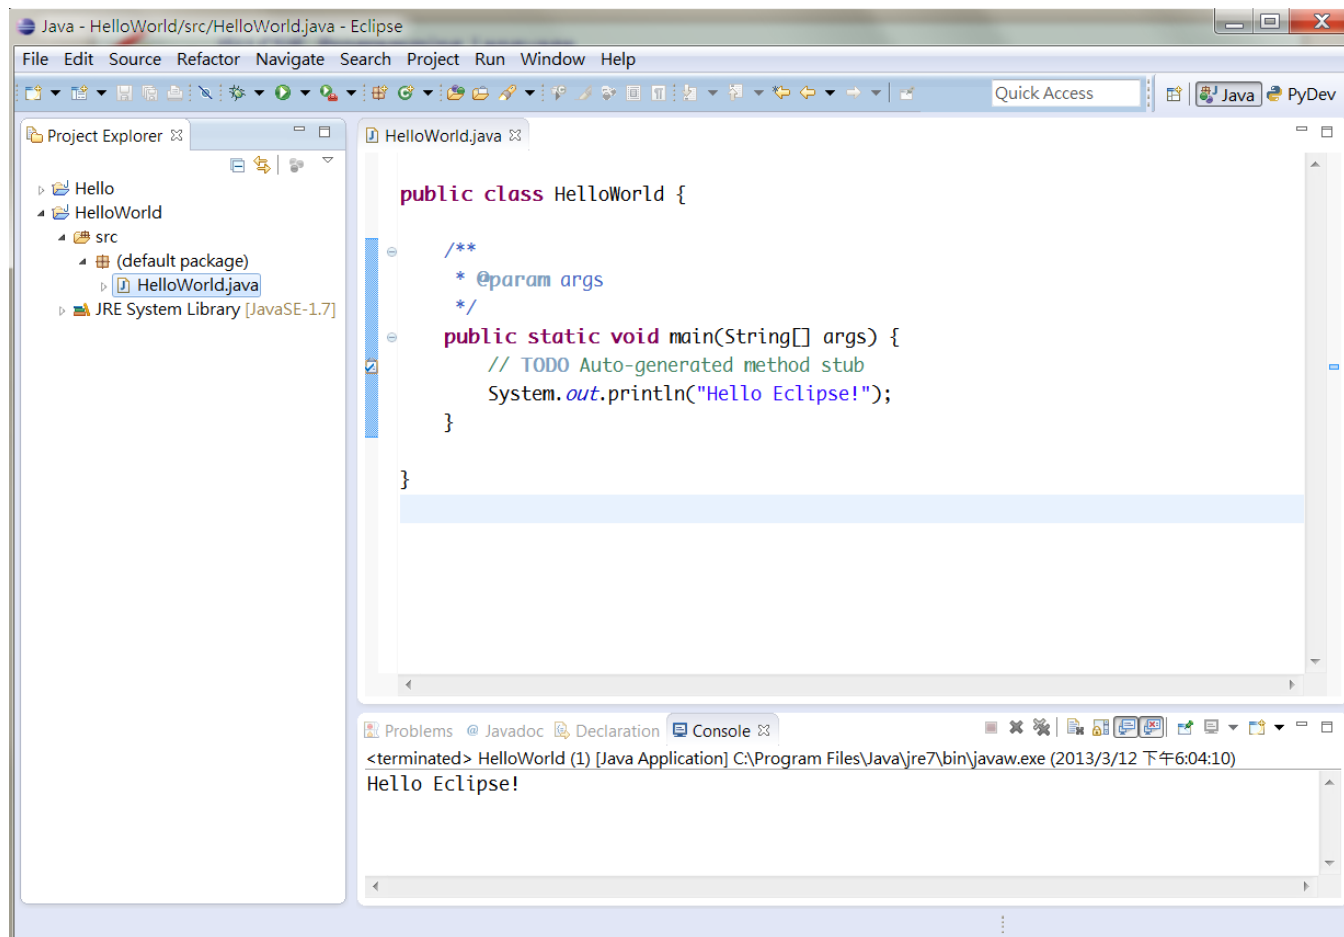 Java - HelloWorld/src/HelloWorld.java - Eclipse
File Edit Source Refactor Navigate Search Project Run Window Help
Quick Access Java PyDev
Project Explorer
Hello
HelloWorld
src
(default package)
HelloWorld.java
JRE System Library [JavaSE-1.7]
HelloWorld.java
public class HelloWorld {
/**
* @param args
*/
public static void main(String[] args) {
// TODO Auto-generated method stub
System.out.println("Hello Eclipse!");
}
}
Problems @ Javadoc Declaration Console
<terminated> HelloWorld (1) [Java Application] C:\Program Files\Java\jre7\bin\javaw.exe (2013/3/12 下午6:04:10)
Hello Eclipse!